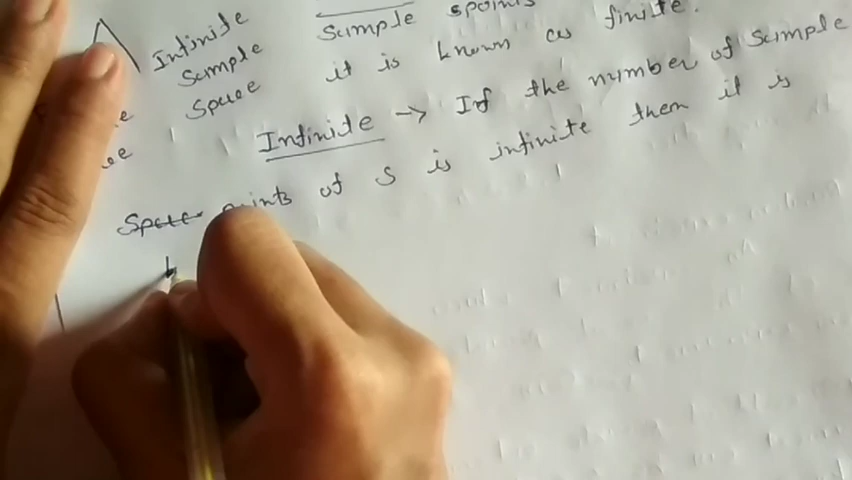 Sample spoints
it is known as finite.
Infinite
Sample
Space
Infinite → If the number of Sample
points of S is infinite then it is